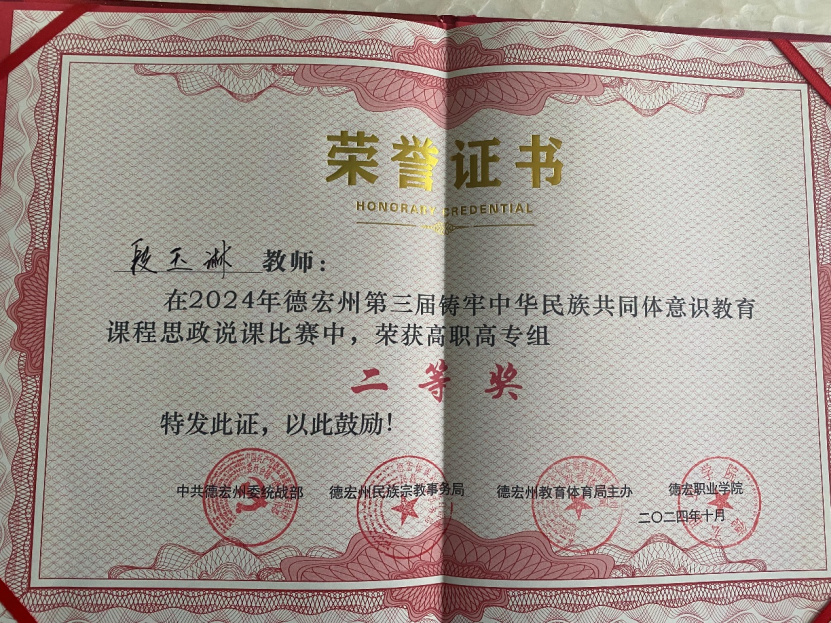 荣誉证书
HONORARY CREDENTIAL
段玉淋 教师：
在2024年德宏州第三届铸牢中华民族共同体意识教育
课程思政说课比赛中，荣获高职高专组
二等奖
特发此证，以此鼓励！
中共德宏州委统战部 德宏州民族宗教事务局 德宏州教育体育局主办 德宏职业学院
二〇二四年十月